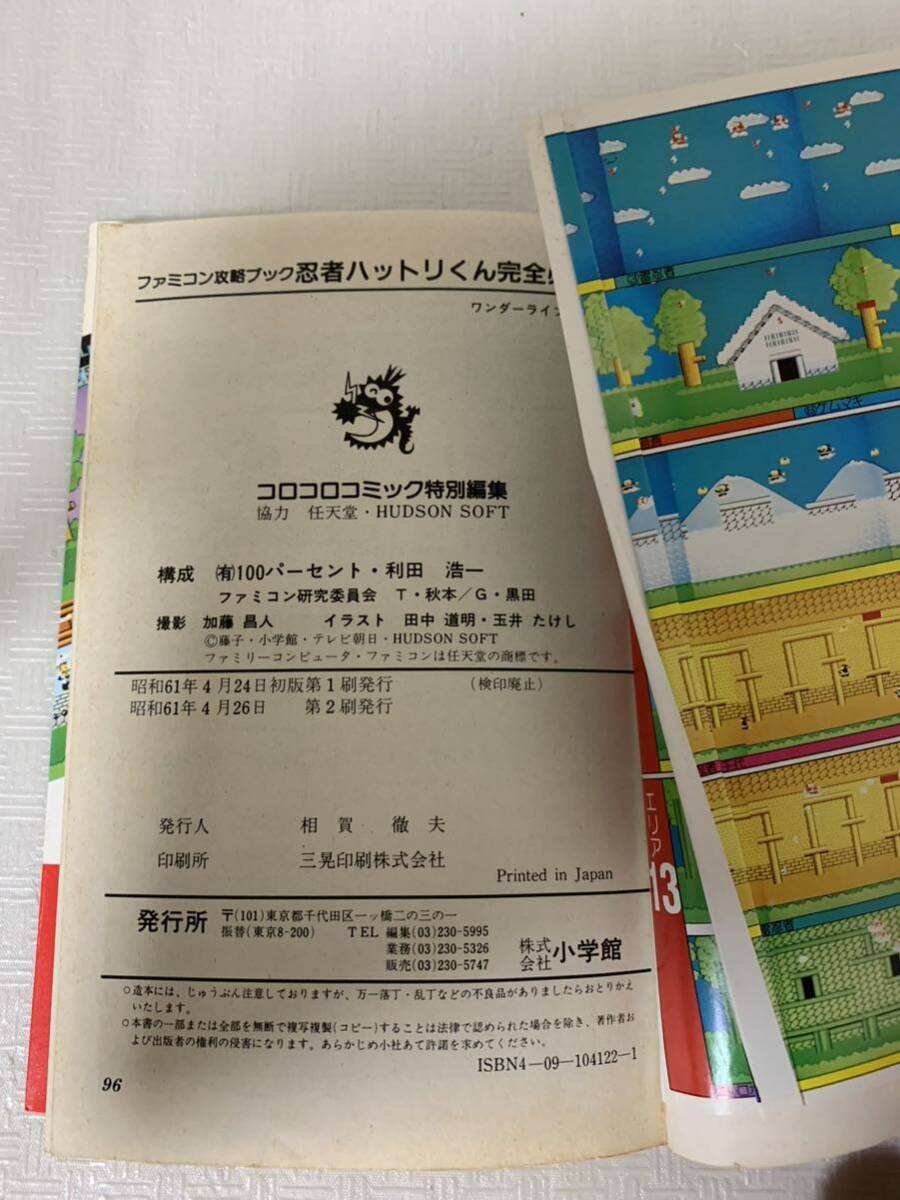 ファミコン攻略ブック忍者ハットリくん完全
ワンダーライフ
コロコロコミック特別編集
協力 任天堂・HUDSON SOFT
構成 ㈲100パーセント・利田 浩一
ファミコン研究委員会 T・秋本/G・黒田
撮影 加藤 昌人 イラスト 田中 道明・玉井 たけし
©藤子・小学館・テレビ朝日・HUDSON SOFT
ファミリーコンピュータ・ファミコンは任天堂の商標です。
昭和61年4月24日初版第1刷発行 (検印廃止)
昭和61年4月26日 第2刷発行
発行人 相賀 徹夫
印刷所 三晃印刷株式会社
Printed in Japan
発行所 〒(101)東京都千代田区一ッ橋二の三の一
振替(東京8-200) TEL 編集(03)230-5995
業務(03)230-5326
販売(03)230-5747
株式会社小学館
○造本には、じゅうぶん注意しておりますが、万一落丁・乱丁などの不良品がありましたらおとりかえ
いたします。
○本書の一部または全部を無断で複写複製(コピー)することは法律で認められた場合を除き、著作者お
よび出版者の権利の侵害になります。あらかじめ小社あて許諾を求めてください。
ISBN4-09-104122-1
96
ケムマキ
エリア
13